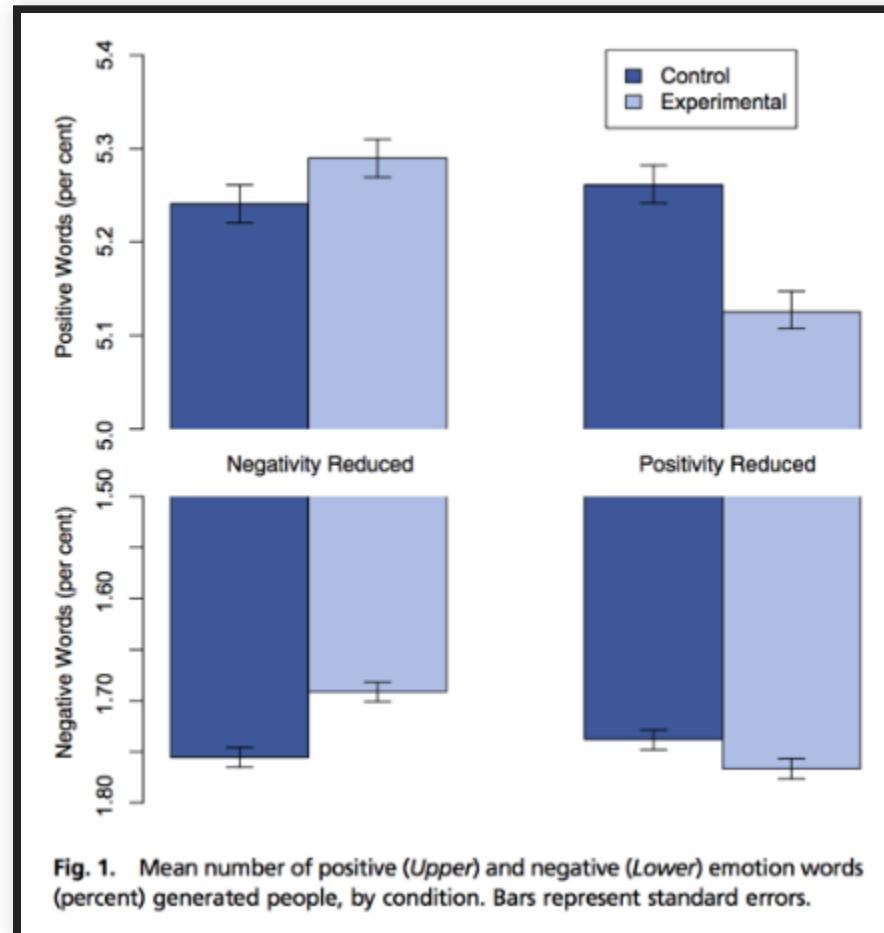 5.4
5.3
5.2
5.1
5.0
Positive Words (per cent)
Control
Experimental
Negativity Reduced
Positivity Reduced
1.50
1.60
1.70
1.80
Negative Words (per cent)
Fig. 1. Mean number of positive (Upper) and negative (Lower) emotion words
(percent) generated people, by condition. Bars represent standard errors.